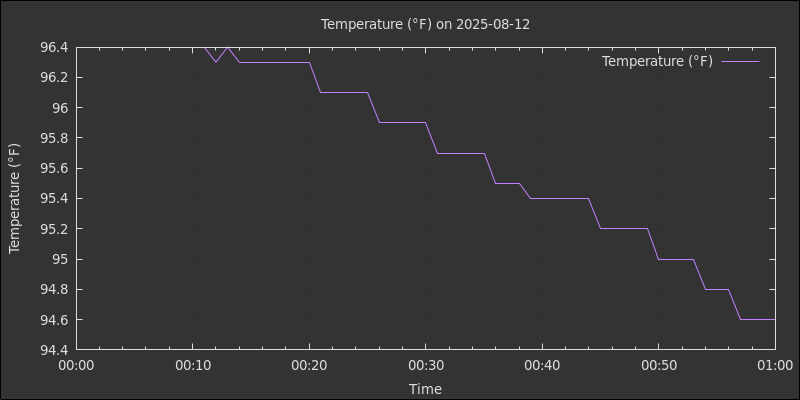 Temperature (°F) on 2025-08-12
Temperature (°F)
96.4
96.2
96
95.8
95.6
95.4
95.2
95
94.8
94.6
94.4
Temperature (°F)
00:00 00:10 00:20 00:30 00:40 00:50 01:00
Time